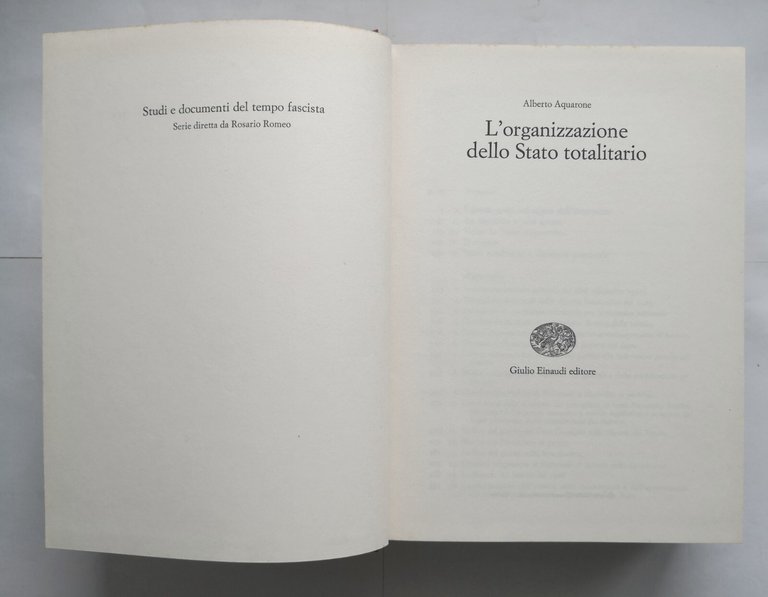 Studi e documenti del tempo fascista
Serie diretta da Rosario Romeo
Alberto Aquarone
L'organizzazione
dello Stato totalitario
Giulio Einaudi editore